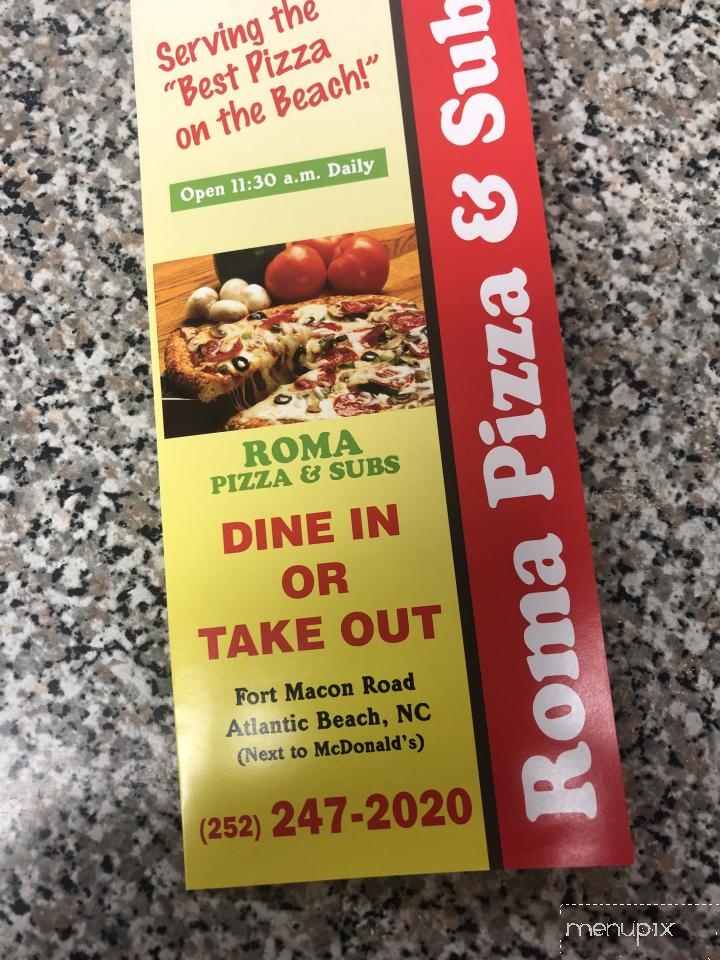 Serving the
"Best Pizza
on the Beach!"
Open 11:30 a.m. Daily
ROMA
PIZZA & SUBS
DINE IN
OR
TAKE OUT
Fort Macon Road
Atlantic Beach, NC
(Next to McDonald's)
(252) 247-2020
Roma Pizza & Sub
menupix